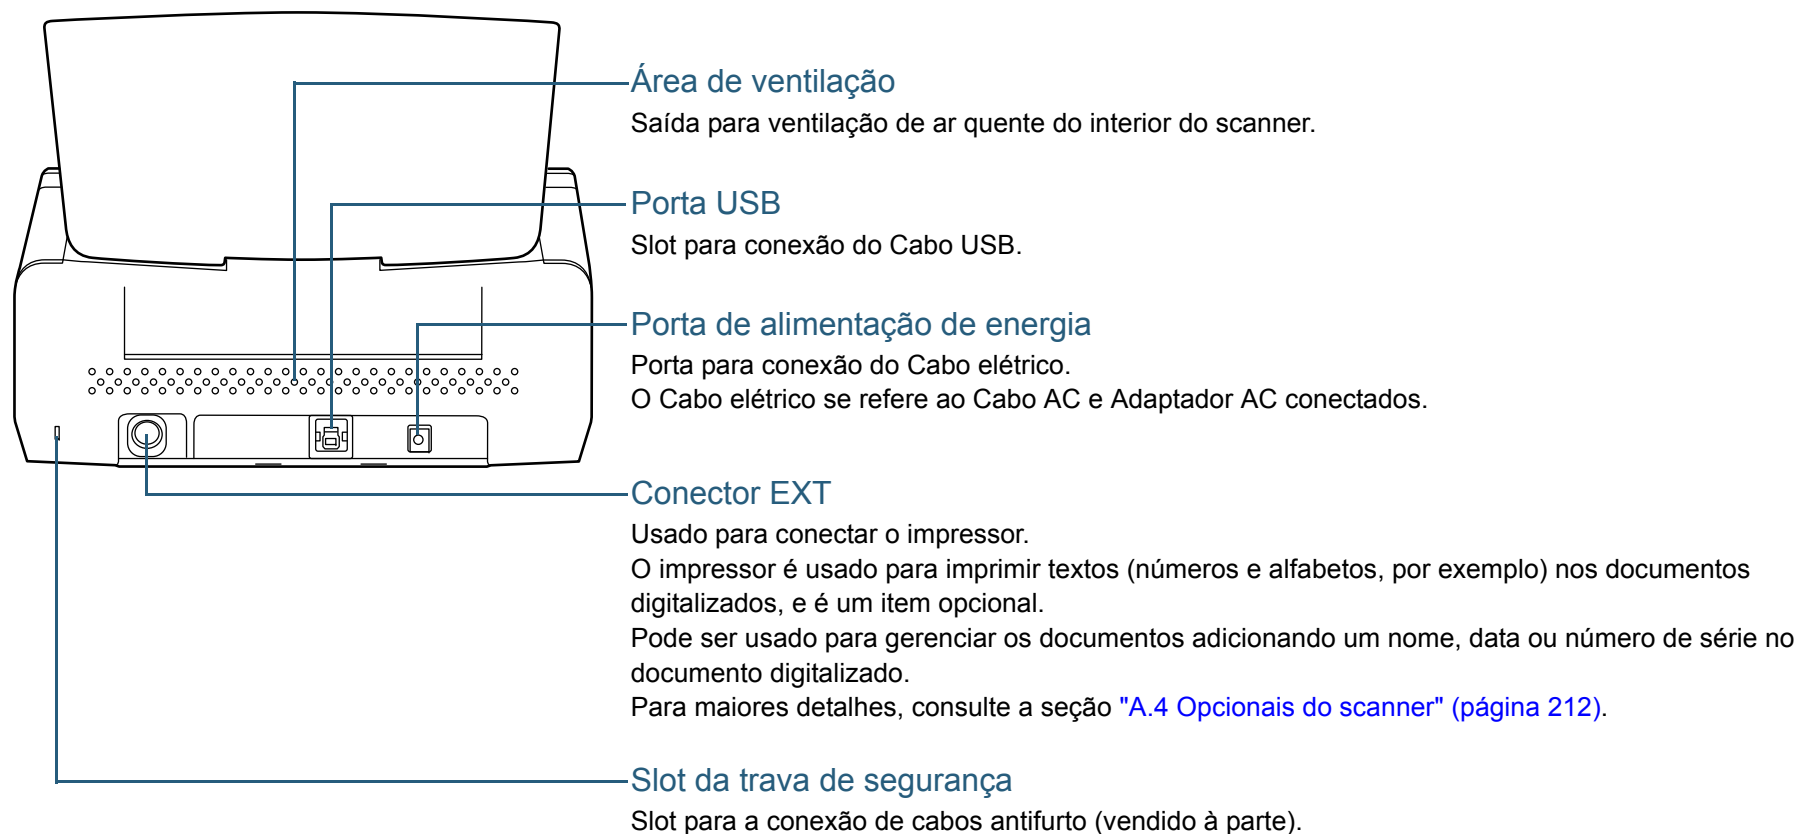 Área de ventilação
Saída para ventilação de ar quente do interior do scanner.
Porta USB
Slot para conexão do Cabo USB.
Porta de alimentação de energia
Porta para conexão do Cabo elétrico.
O Cabo elétrico se refere ao Cabo AC e Adaptador AC conectados.
Conector EXT
Usado para conectar o impressor.
O impressor é usado para imprimir textos (números e alfabetos, por exemplo) nos documentos
digitalizados, e é um item opcional.
Pode ser usado para gerenciar os documentos adicionando um nome, data ou número de série no
documento digitalizado.
Para maiores detalhes, consulte a seção "A.4 Opcionais do scanner" (página 212).
Slot da trava de segurança
Slot para a conexão de cabos antifurto (vendido à parte).